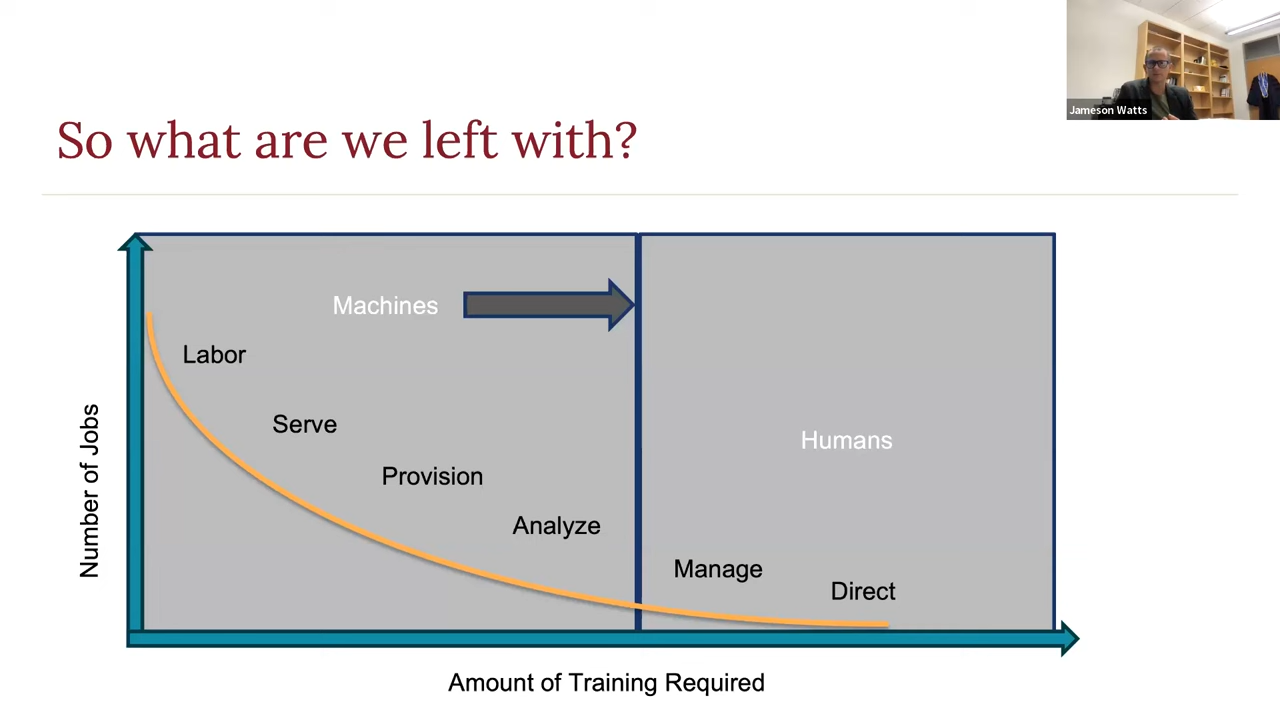 Jameson Watts
So what are we left with?
Machines
Labor
Serve
Humans
Provision
Analyze
Manage
Direct
Number of Jobs
Amount of Training Required